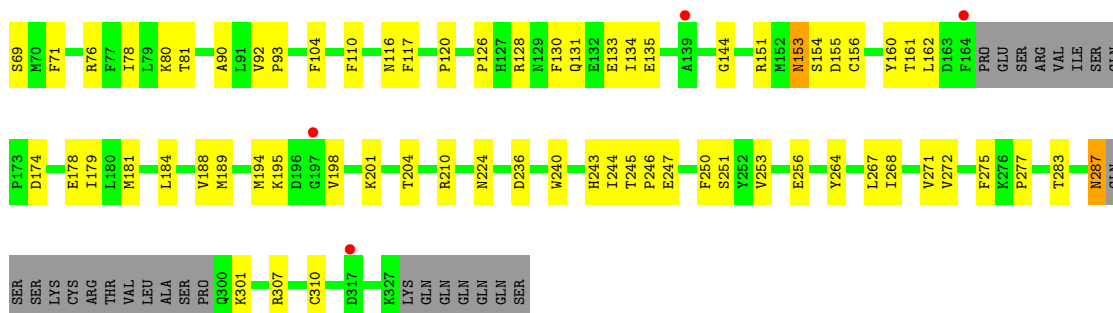 S69 M70 F71 R76 F77 I78 L79 K80 T81 A90 L91 V92 P93 F104 F110 N116 F117 P120 P126 H127 R128 N129 F130 Q131 E132 E133 I134 E135 A139 G144 R151 M152 N153 S154 D155 C156 Y160 T161 L162 D163 F164 PRO GLU SER ARG VAL ILE SER GLN
P173 D174 E178 I179 L180 M181 L184 V188 M189 M194 K195 D196 G197 V198 K201 T204 R210 N224 D236 W240 H243 I244 T245 P246 E247 F250 S251 Y252 V253 E256 Y264 L267 I268 V271 V272 F275 K276 P277 T283 N287 GLN
SER SER LYS CYS ARG THR VAL LEU ALA SER PRO Q300 K301 R307 C310 D317 K327 LYS GLN GLN GLN GLN GLN SER